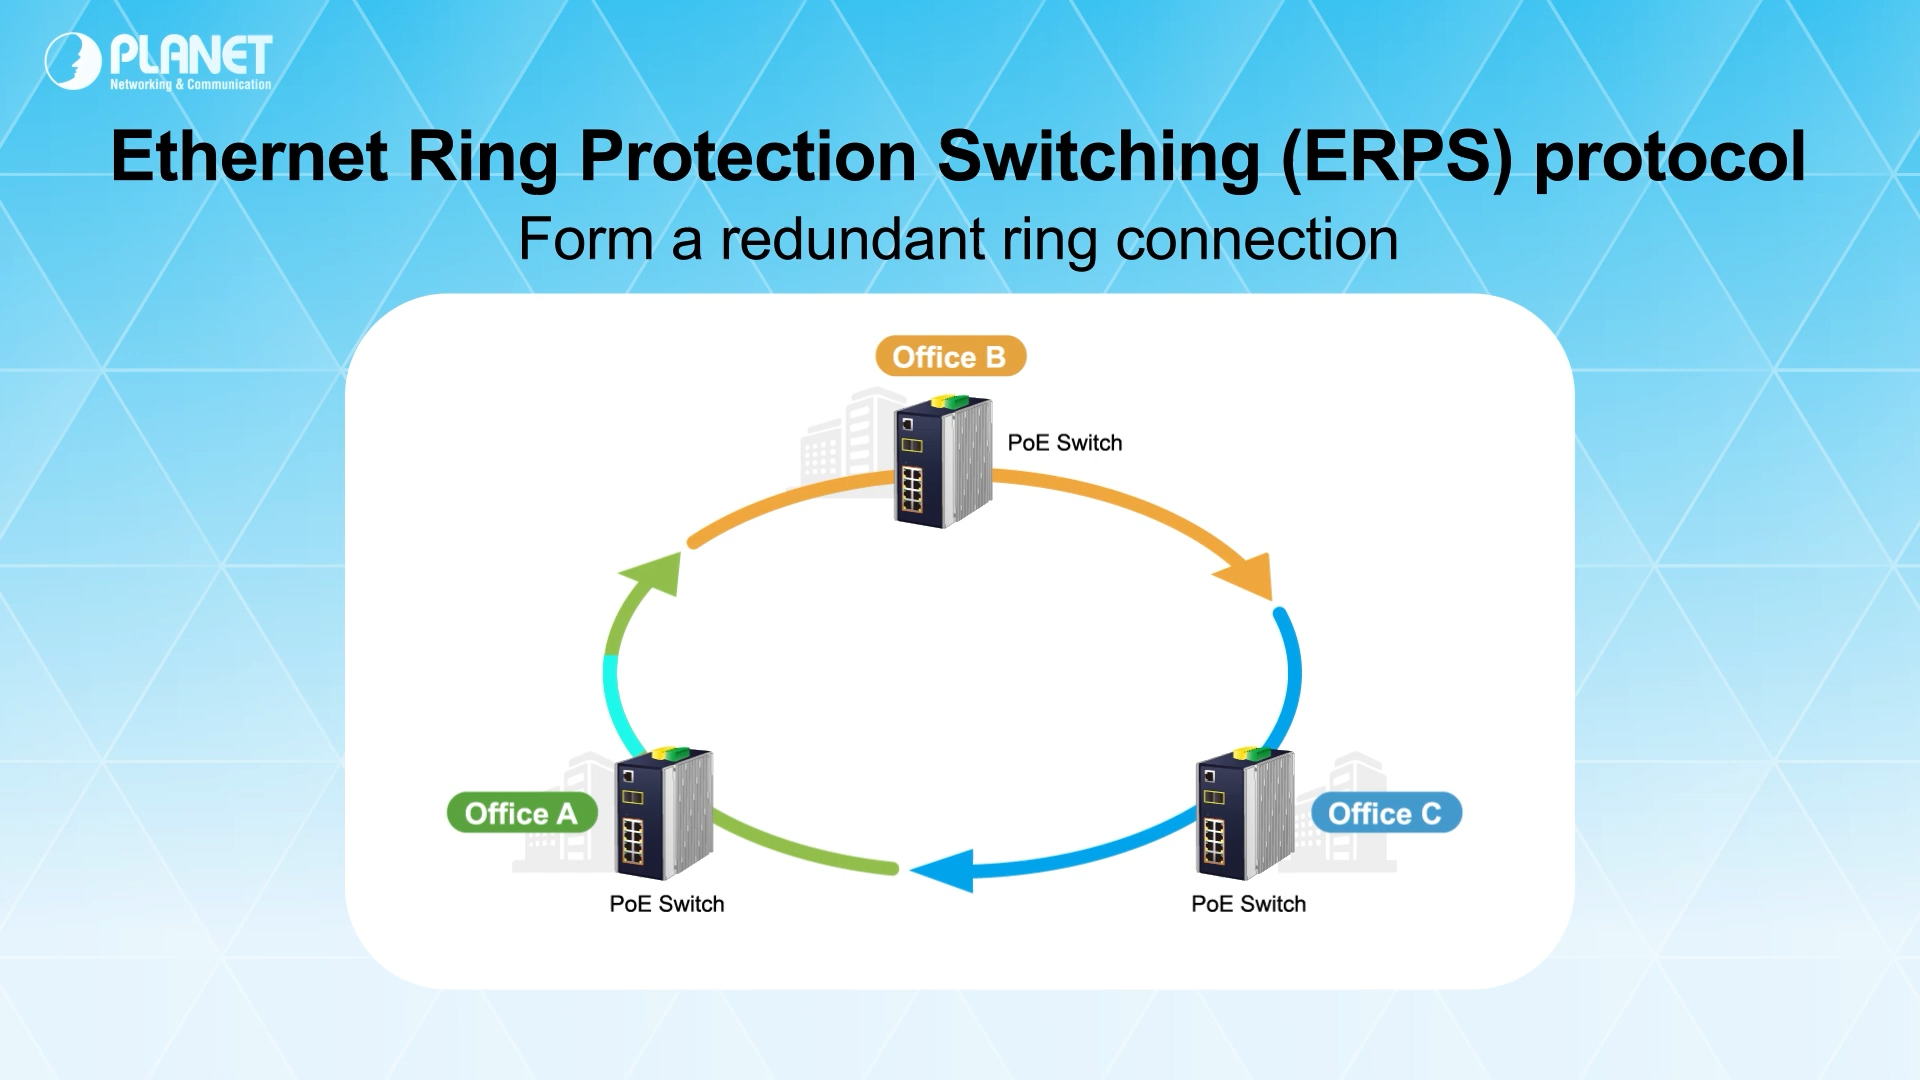 PLANET
Networking & Communication
Ethernet Ring Protection Switching (ERPS) protocol
Form a redundant ring connection
Office B
PoE Switch
Office A
Office C
PoE Switch
PoE Switch